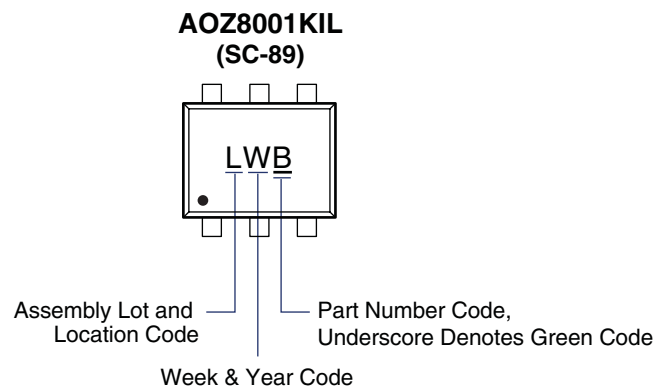 AOZ8001KIL
(SC-89)
LWB
Assembly Lot and
Location Code
Part Number Code,
Underscore Denotes Green Code
Week & Year Code